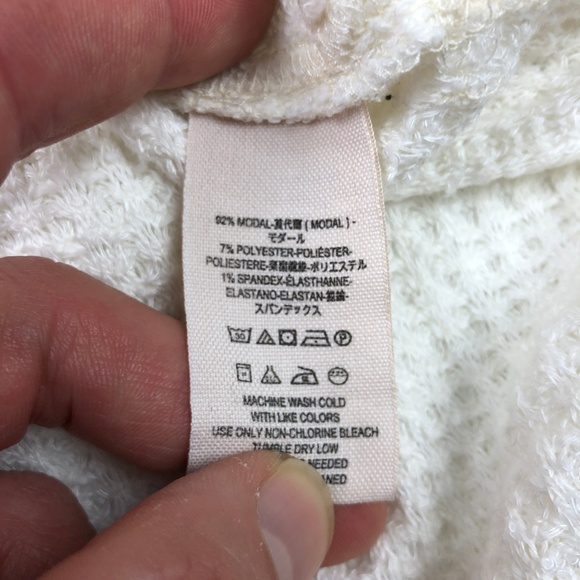 92% MODAL-莫代爾 ( MODAL ) -
モダール
7% POLYESTER-POLIÉSTER-
POLIESTERE-聚酯纖維-ポリエステル
1% SPANDEX-ÉLASTHANNE-
ELASTANO-ELASTAN-氨綸-
スパンデックス
30 P
MACHINE WASH COLD
WITH LIKE COLORS
USE ONLY NON-CHLORINE BLEACH
TUMBLE DRY LOW
NEEDED